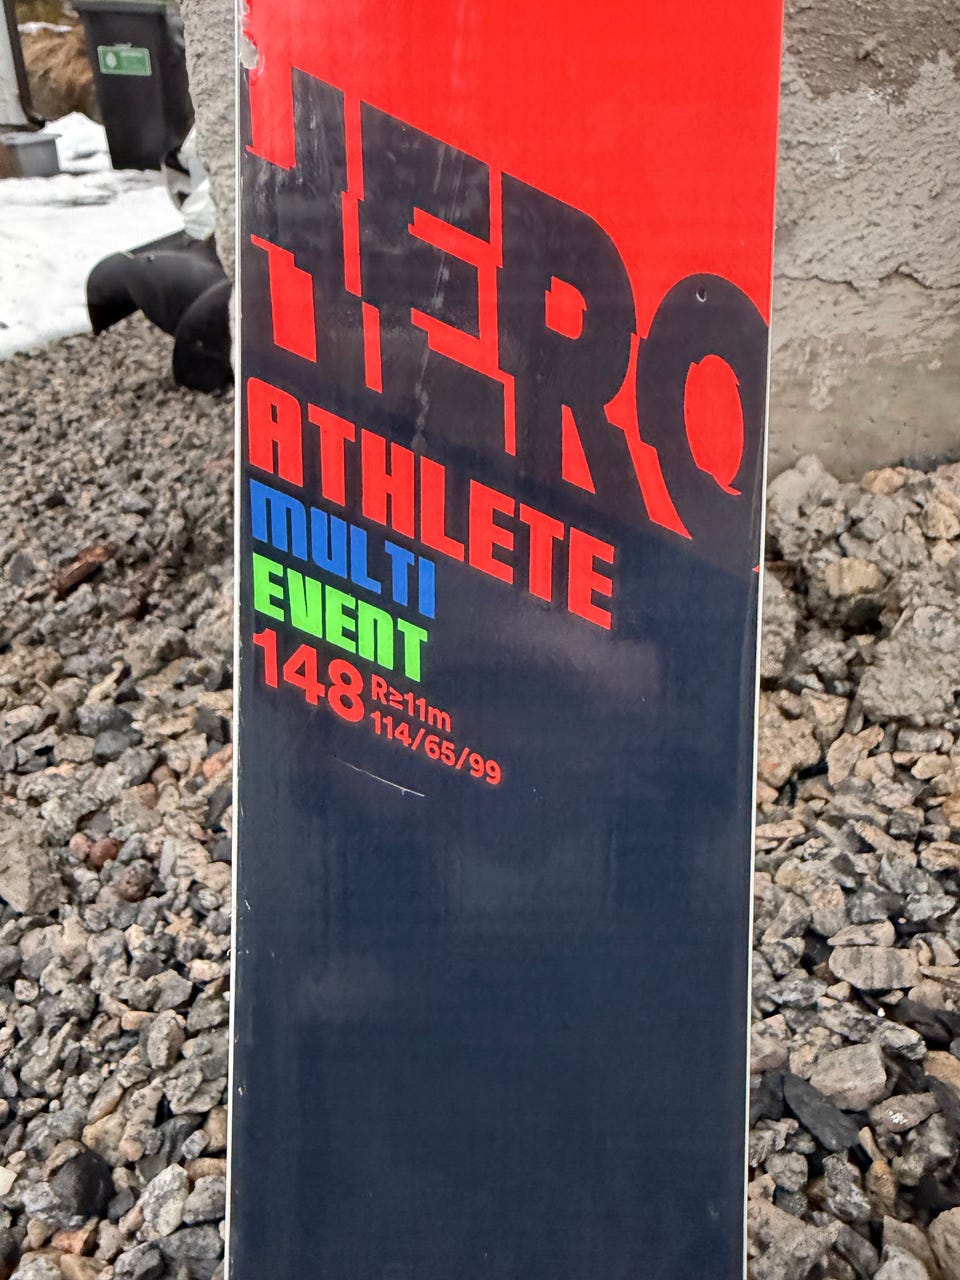 HERO
ATHLETE
MULTI
EVENT
148 R≥11m
114/65/99